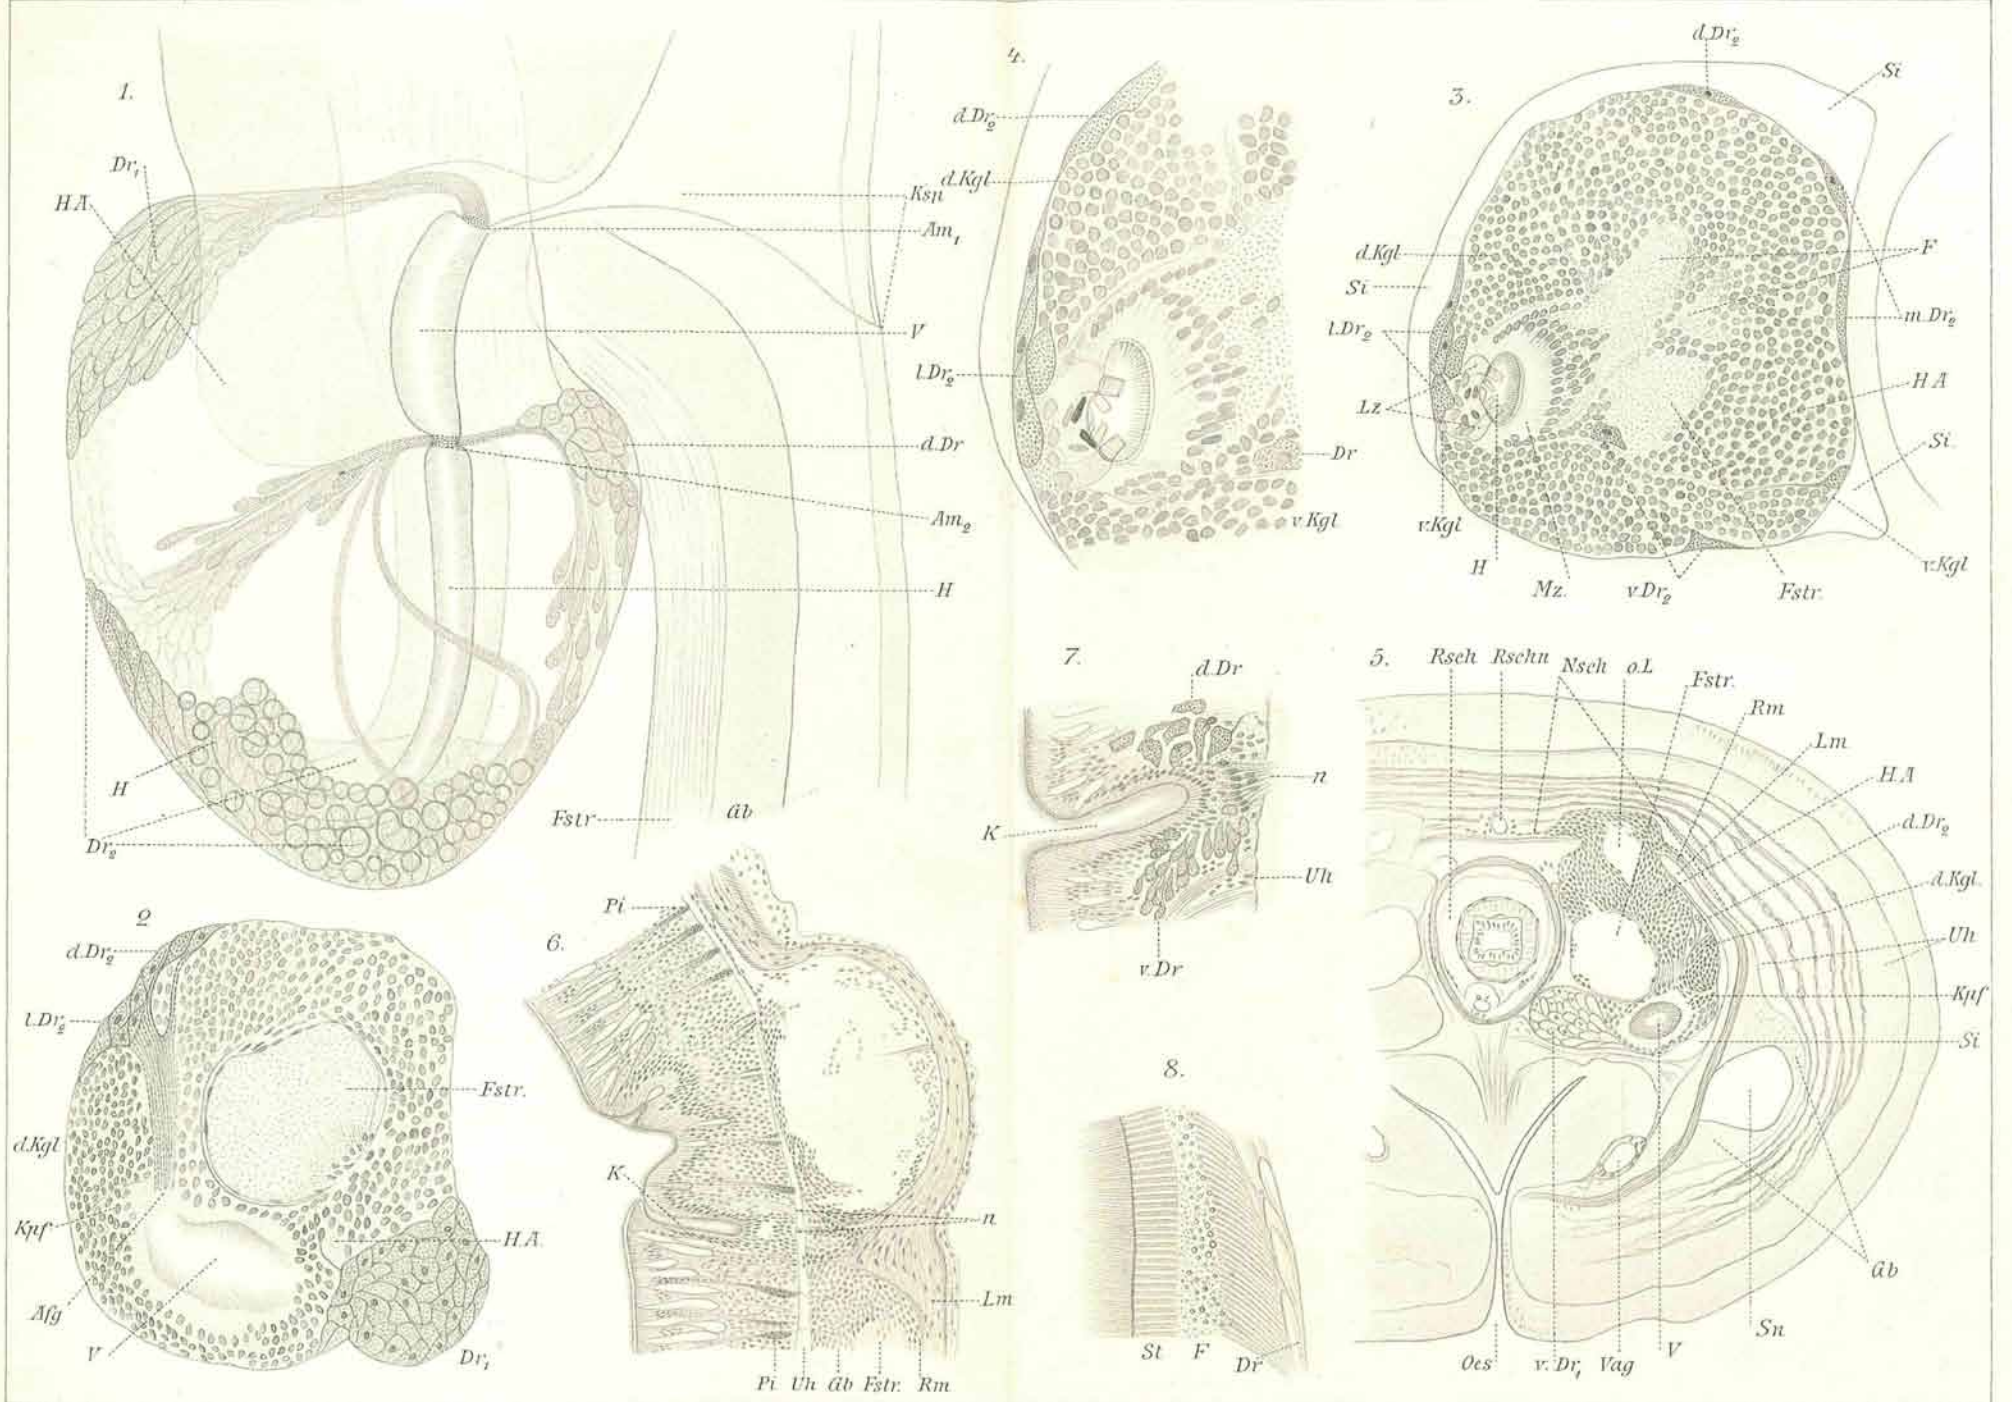 1.
Dr₁
H A
Ksp
Am₁
V
d.Dr
Am₂
H
H
Dr₂
Fstr
Gb
2
d.Dr₂
l.Dr₂
Fstr.
d.Kgl
Kpf
H.A.
Afg
V
Dr₁
4.
d.Dr₂
d.Kgl
l.Dr₂
Dr
v.Kgl
3.
d.Dr₂
Si
d.Kgl
F
Si
l.Dr₂
m.Dr₂
Lz
H A
Si.
v.Kgl
H
Mz.
v.Dr₂
Fstr.
v.Kgl
7.
d.Dr
n
K
Uh
v.Dr
6.
Pi
K
n
Lm
Pi Uh Gb Fstr. Rm
8.
St F Dr
5.
Rsch Rschn Nsch o.L
Fstr.
Rm
Lm
H.A
d.Dr₂
d.Kgl.
Uh
Kpf
Si
Gb
Sn
Oes v.Dr₁ Vag V